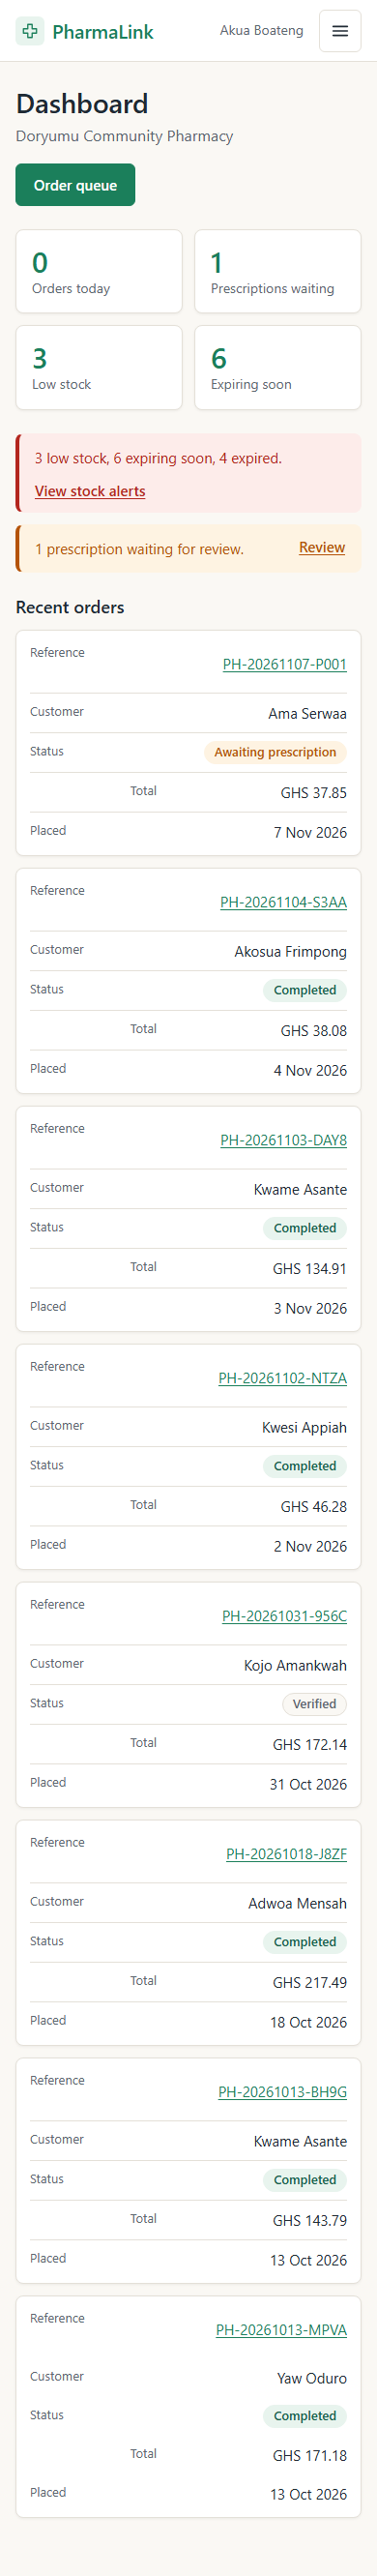 PharmaLink
Akua Boateng
Dashboard
Doryumu Community Pharmacy
Order queue
0
Orders today
1
Prescriptions waiting
3
Low stock
6
Expiring soon
3 low stock, 6 expiring soon, 4 expired.
View stock alerts
1 prescription waiting for review. Review
Recent orders
Reference PH-20261107-P001
Customer Ama Serwaa
Status Awaiting prescription
Total GHS 37.85
Placed 7 Nov 2026
Reference PH-20261104-S3AA
Customer Akosua Frimpong
Status Completed
Total GHS 38.08
Placed 4 Nov 2026
Reference PH-20261103-DAY8
Customer Kwame Asante
Status Completed
Total GHS 134.91
Placed 3 Nov 2026
Reference PH-20261102-NTZA
Customer Kwesi Appiah
Status Completed
Total GHS 46.28
Placed 2 Nov 2026
Reference PH-20261031-956C
Customer Kojo Amankwah
Status Verified
Total GHS 172.14
Placed 31 Oct 2026
Reference PH-20261018-J8ZF
Customer Adwoa Mensah
Status Completed
Total GHS 217.49
Placed 18 Oct 2026
Reference PH-20261013-BH9G
Customer Kwame Asante
Status Completed
Total GHS 143.79
Placed 13 Oct 2026
Reference PH-20261013-MPVA
Customer Yaw Oduro
Status Completed
Total GHS 171.18
Placed 13 Oct 2026